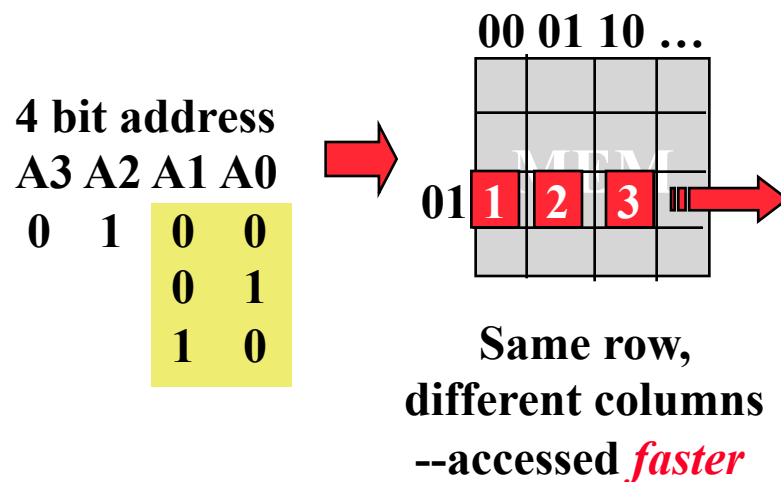 4 bit address
A3 A2 A1 A0
0 1 0 0
0 1
1 0
00 01 10 …
MEM
01 1 2 3
Same row,
different columns
--accessed faster